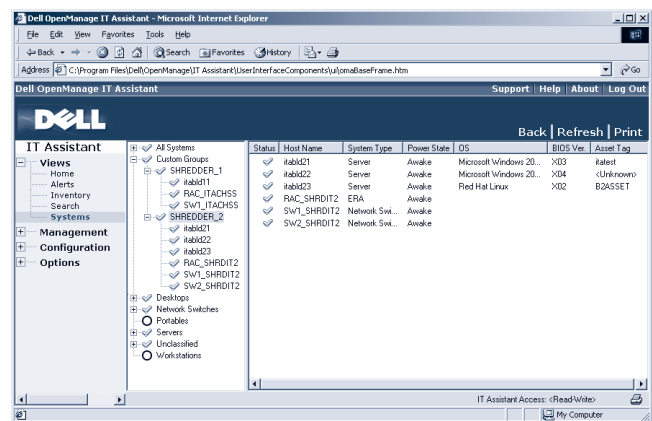 Dell OpenManage IT Assistant - Microsoft Internet Explorer
File Edit View Favorites Tools Help
Back Search Favorites History
Address C:\Program Files\Dell\OpenManage\IT Assistant\UserInterfaceComponents\ui\omaBaseFrame.htm Go
Dell OpenManage IT Assistant Support | Help | About | Log Out
DELL
Back | Refresh | Print
IT Assistant
Views
Home
Alerts
Inventory
Search
Systems
Management
Configuration
Options
All Systems
Custom Groups
SHREDDER_1
itabld11
RAC_ITACHSS
SW1_ITACHSS
SHREDDER_2
itabld21
itabld22
itabld23
RAC_SHRDIT2
SW1_SHRDIT2
SW2_SHRDIT2
Desktops
Network Switches
Portables
Servers
Unclassified
Workstations
Status Host Name System Type Power State OS BIOS Ver. Asset Tag
itabld21 Server Awake Microsoft Windows 20... X03 itatest
itabld22 Server Awake Microsoft Windows 20... X04 <Unknown>
itabld23 Server Awake Red Hat Linux X02 B2ASSET
RAC_SHRDIT2 ERA Awake
SW1_SHRDIT2 Network Swi... Awake
SW2_SHRDIT2 Network Swi... Awake
IT Assistant Access: <Read-Write>
My Computer